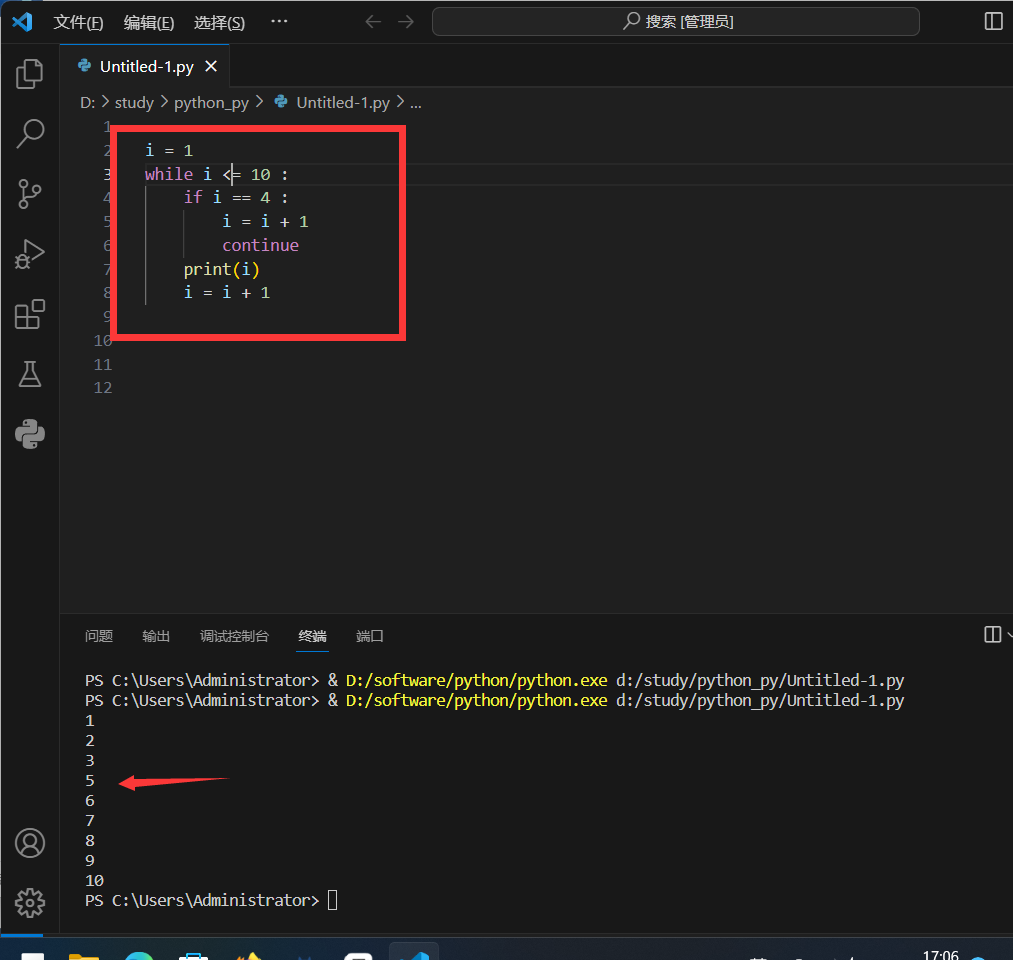 文件(F) 编辑(E) 选择(S) ··· 搜索 [管理员]
Untitled-1.py
D: > study > python_py > Untitled-1.py > ...
1
2 i = 1
3 while i <= 10 :
4 if i == 4 :
5 i = i + 1
6 continue
7 print(i)
8 i = i + 1
9
10
11
12
问题 输出 调试控制台 终端 端口
PS C:\Users\Administrator> & D:/software/python/python.exe d:/study/python_py/Untitled-1.py
PS C:\Users\Administrator> & D:/software/python/python.exe d:/study/python_py/Untitled-1.py
1
2
3
5
6
7
8
9
10
PS C:\Users\Administrator>
17:06